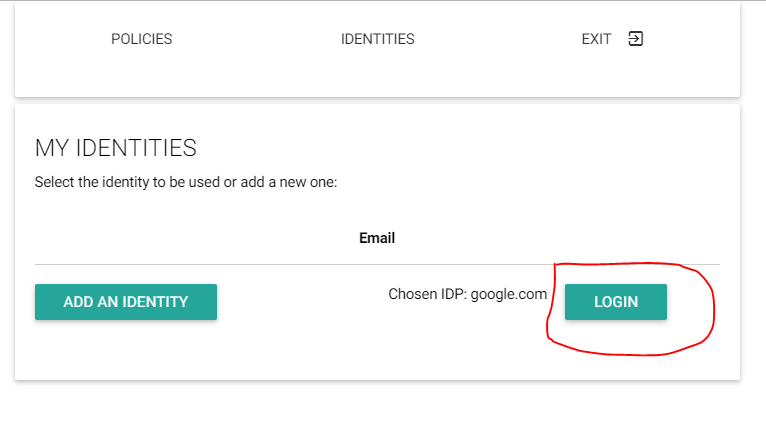 POLICIES IDENTITIES EXIT
MY IDENTITIES
Select the identity to be used or add a new one:
Email
ADD AN IDENTITY Chosen IDP: google.com LOGIN